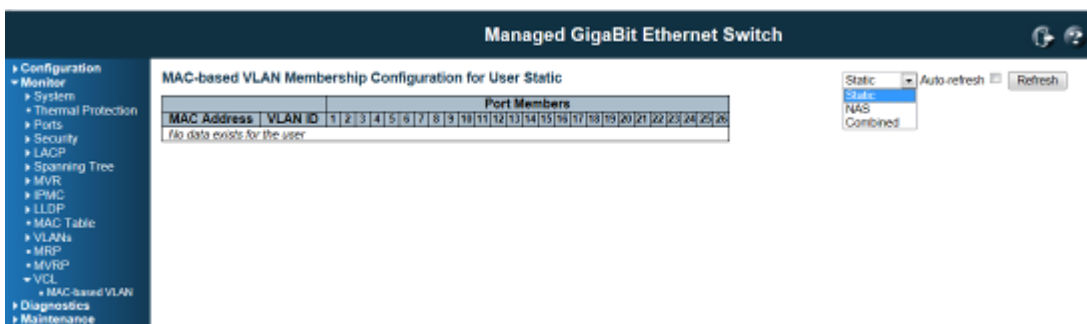 Managed GigaBit Ethernet Switch
Configuration
Monitor
System
Thermal Protection
Ports
Security
LACP
Spanning Tree
MVR
IPMC
LLDP
MAC Table
VLANs
MRP
MVRP
VCL
MAC-based VLAN
Diagnostics
Maintenance
MAC-based VLAN Membership Configuration for User Static
Static Auto-refresh Refresh
Static
NAS
Combined
Port Members
MAC Address VLAN ID 1 2 3 4 5 6 7 8 9 10 11 12 13 14 15 16 17 18 19 20 21 22 23 24 25 26
No data exists for the user